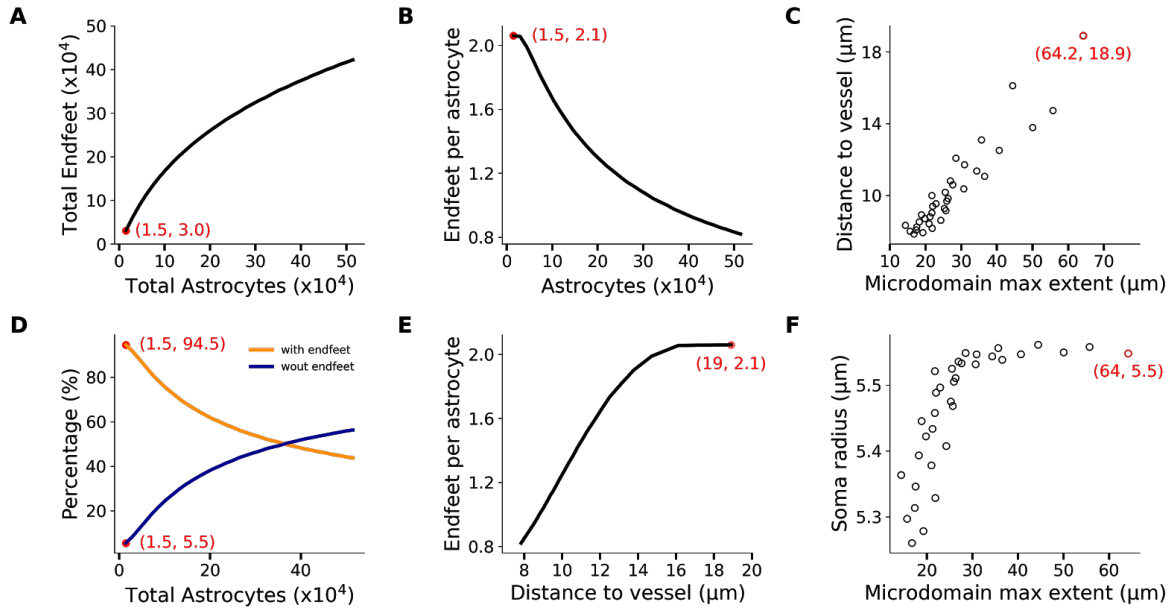 A
Total Endfeet (x10⁴)
50
40
30
20
10
0
(1.5, 3.0)
0 10 20 30 40 50
Total Astrocytes (x10⁴)
B
Endfeet per astrocyte
2.0
1.6
1.2
0.8
(1.5, 2.1)
0 10 20 30 40 50
Astrocytes (x10⁴)
C
Distance to vessel (μm)
18
14
10
(64.2, 18.9)
10 20 30 40 50 60 70
Microdomain max extent (μm)
D
Percentage (%)
80
60
40
20
(1.5, 94.5)
with endfeet
wout endfeet
(1.5, 5.5)
0 20 40
Total Astrocytes (x10⁴)
E
Endfeet per astrocyte
2.0
1.6
1.2
0.8
(19, 2.1)
8 10 12 14 16 18 20
Distance to vessel (μm)
F
Soma radius (μm)
5.5
5.4
5.3
(64, 5.5)
20 30 40 50 60 70
Microdomain max extent (μm)